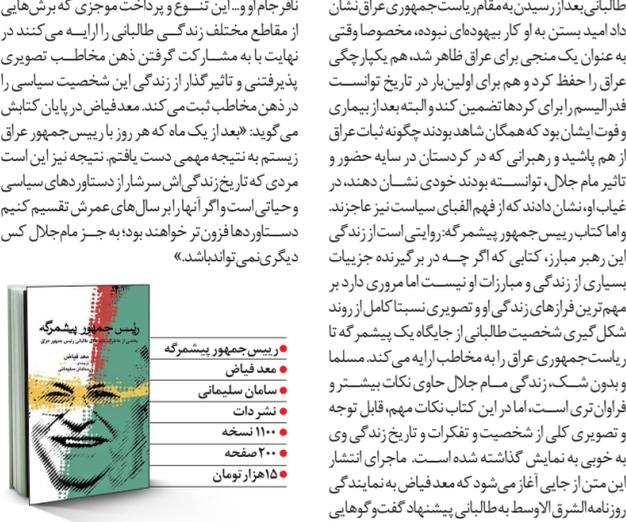 طالبانی بعد از رسیدن به مقام ریاست جمهوری عراق نشان
داد امید بستن به او کار بیهوده‌ای نبوده، مخصوصا وقتی
به عنوان یک منجی برای عراق ظاهر شد، هم یکپارچگی
عراق را حفظ کرد و هم برای اولین‌بار در تاریخ توانست
فدرالیسم را برای کردها تضمین کند و البته بعد از بیماری
و فوت ایشان بود که همگان شاهد بودند چگونه ثبات عراق
از هم پاشید و رهبرانی که در کردستان در سایه حضور و
تاثیر مام جلال، توانسته بودند خودی نشان دهند، در
غیاب او، نشان دادند که از فهم الفبای سیاست نیز عاجزند.
و اما کتاب رییس جمهور پیشمرگه: روایتی است از زندگی
این رهبر مبارز، کتابی که اگر چه در برگیرنده جزییات
بسیاری از زندگی و مبارزات او نیست اما مروری دارد بر
مهم‌ترین فرازهای زندگی او و تصویری نسبتا کامل از روند
شکل گیری شخصیت طالبانی از جایگاه یک پیشمرگه تا
ریاست جمهوری عراق را به مخاطب ارایه می کند. مسلما
و بدون شک، زندگی مام جلال حاوی نکات بیشتر و
فراوان تری است، اما در این کتاب نکات مهم، قابل توجه
و تصویری کلی از شخصیت و تفکرات و تاریخ زندگی وی
به خوبی به نمایش گذاشته شده است. ماجرای انتشار
این متن از جایی آغاز می شود که معد فیاض به نمایندگی
روزنامه الشرق الاوسط به طالبانی پیشنهاد گفت و گوهایی
نافرجام او و... این تنوع و پرداخت موجزی که برش‌هایی
از مقاطع مختلف زندگی طالبانی را ارایه می کنند در
نهایت با به مشارکت گرفتن ذهن مخاطب تصویری
پذیرفتنی و تاثیر گذار از زندگی این شخصیت سیاسی را
در ذهن مخاطب ثبت می کند. معد فیاض در پایان کتابش
می گوید: «بعد از یک ماه که هر روز با رییس جمهور عراق
زیستم به نتیجه مهمی دست یافتم. نتیجه نیز این است
مردی که تاریخ زندگی اش سرشار از دستاوردهای سیاسی
و حیاتی است و اگر آنها را بر سال های عمرش تقسیم کنیم
دستاوردها فزون تر خواهند بود؛ به جز مام جلال کس
دیگری نمی تواند باشد.»
رئیس جمهور پیشمرگه
معد فیاض
سامان سلیمانی
رییس جمهور پیشمرگه
معد فیاض
سامان سلیمانی
نشر دات
۱۱۰۰ نسخه
۲۰۰ صفحه
۱۵ هزار تومان